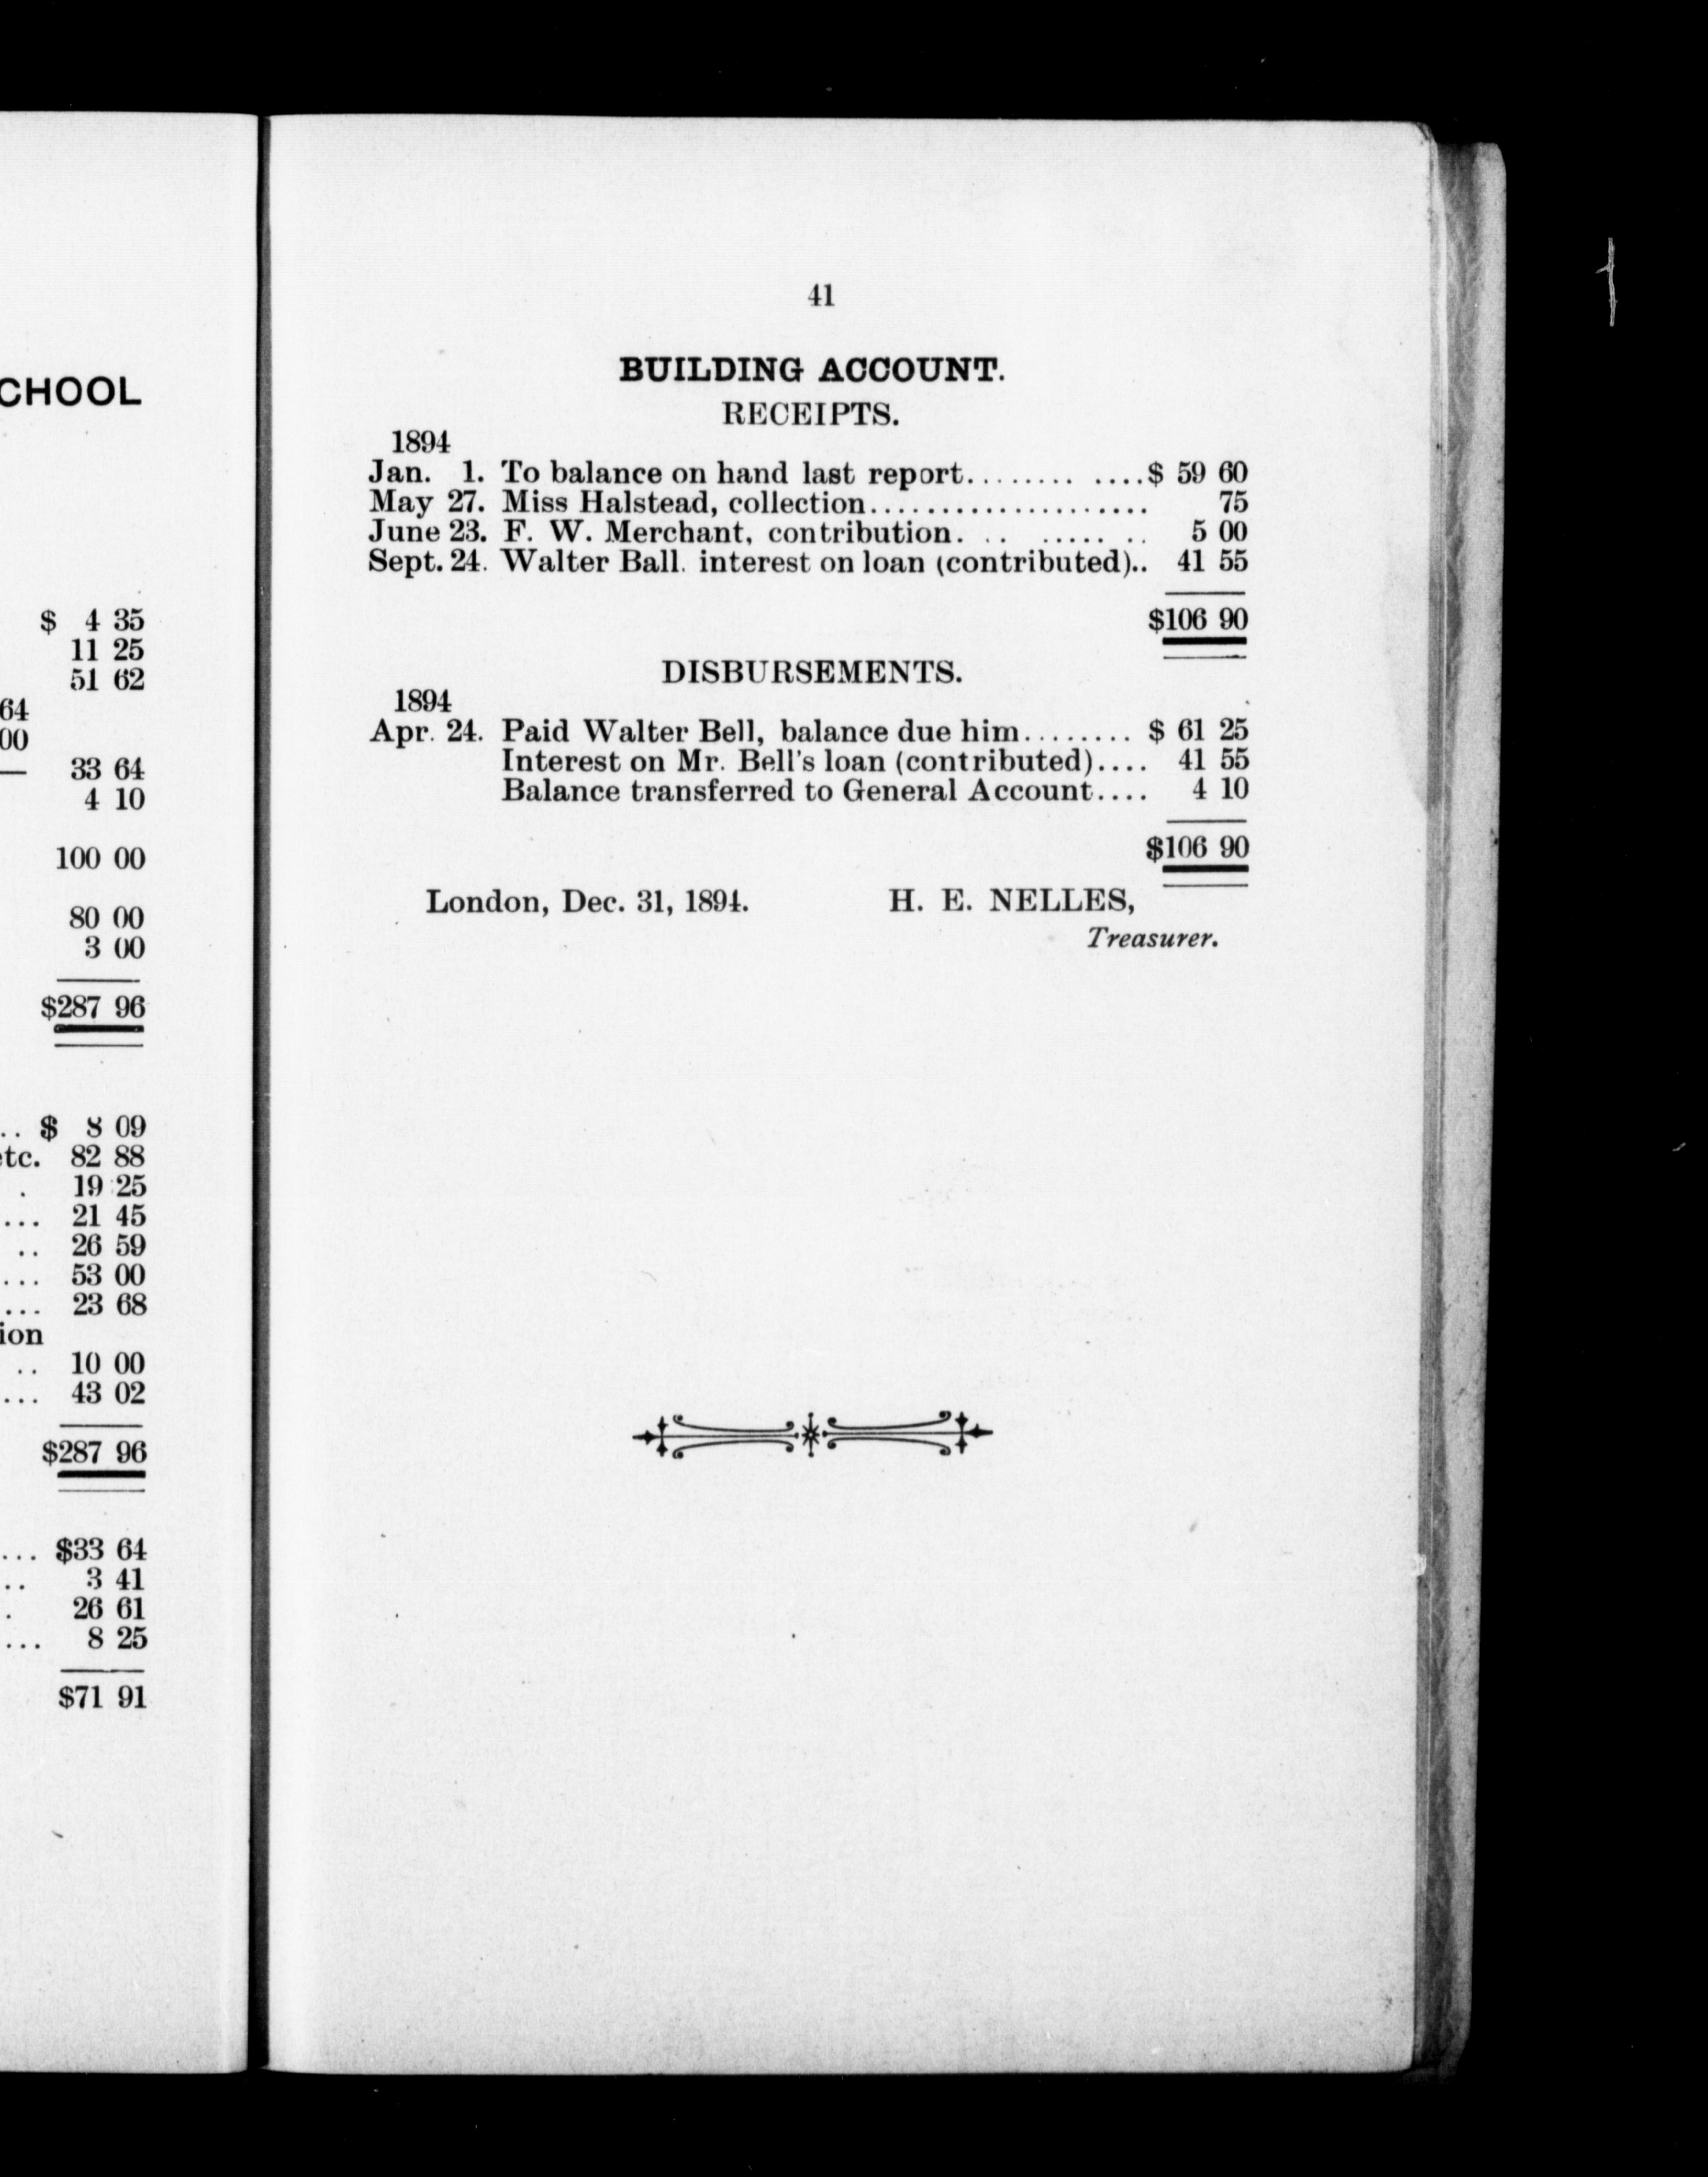 CHOOL
$ 4 35
11 25
51 62
64
00
— 33 64
4 10
100 00
80 00
3 00
$287 96
.. $ 8 09
etc. 82 88
. 19 25
... 21 45
.. 26 59
... 53 00
... 23 68
ion
.. 10 00
... 43 02
$287 96
... $33 64
.. 3 41
. 26 61
... 8 25
$71 91
41
BUILDING ACCOUNT.
RECEIPTS.
1894
Jan. 1. To balance on hand last report........ ....$ 59 60
May 27. Miss Halstead, collection.................... 75
June 23. F. W. Merchant, contribution. .. ..... .. 5 00
Sept. 24. Walter Ball. interest on loan (contributed).. 41 55
$106 90
DISBURSEMENTS.
1894
Apr. 24. Paid Walter Bell, balance due him........ $ 61 25
Interest on Mr. Bell's loan (contributed).... 41 55
Balance transferred to General Account.... 4 10
$106 90
London, Dec. 31, 1894. H. E. NELLES,
Treasurer.